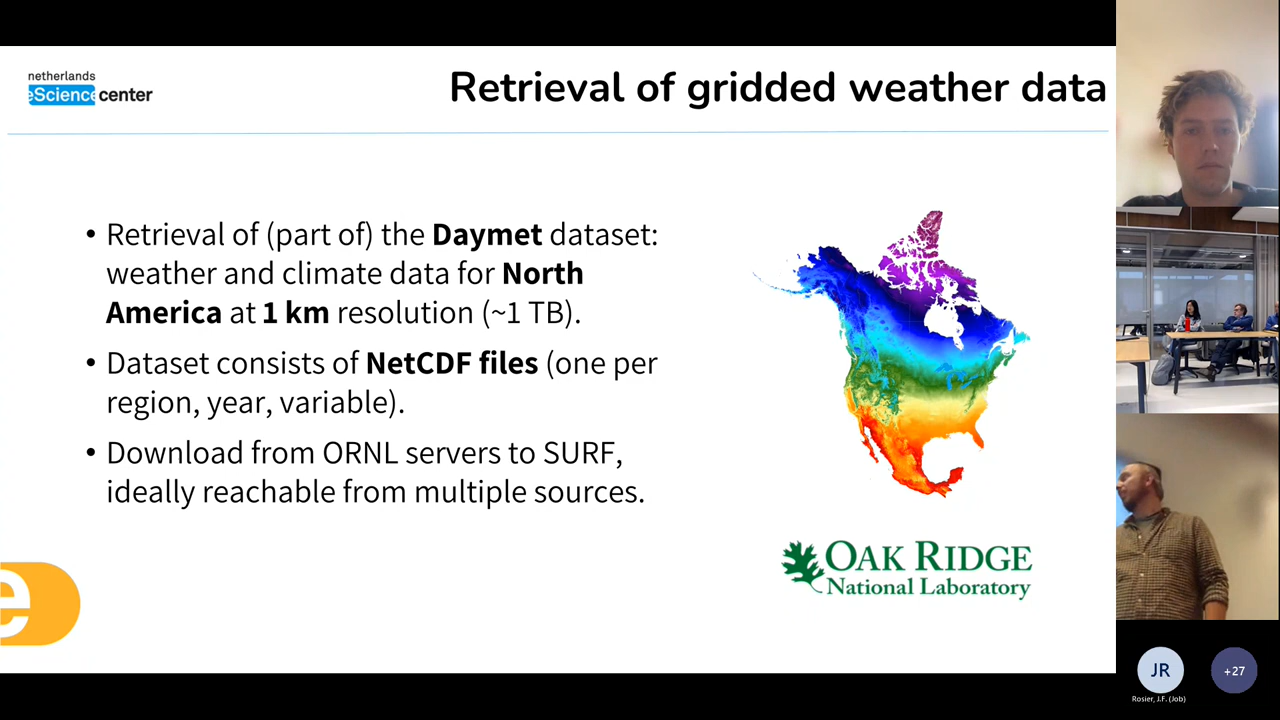 netherlands
eScience center
Retrieval of gridded weather data
• Retrieval of (part of) the Daymet dataset:
weather and climate data for North
America at 1 km resolution (~1 TB).
• Dataset consists of NetCDF files (one per
region, year, variable).
• Download from ORNL servers to SURF,
ideally reachable from multiple sources.
OAK RIDGE
National Laboratory
e
JR
+27
Rosier, J.F. (Job)